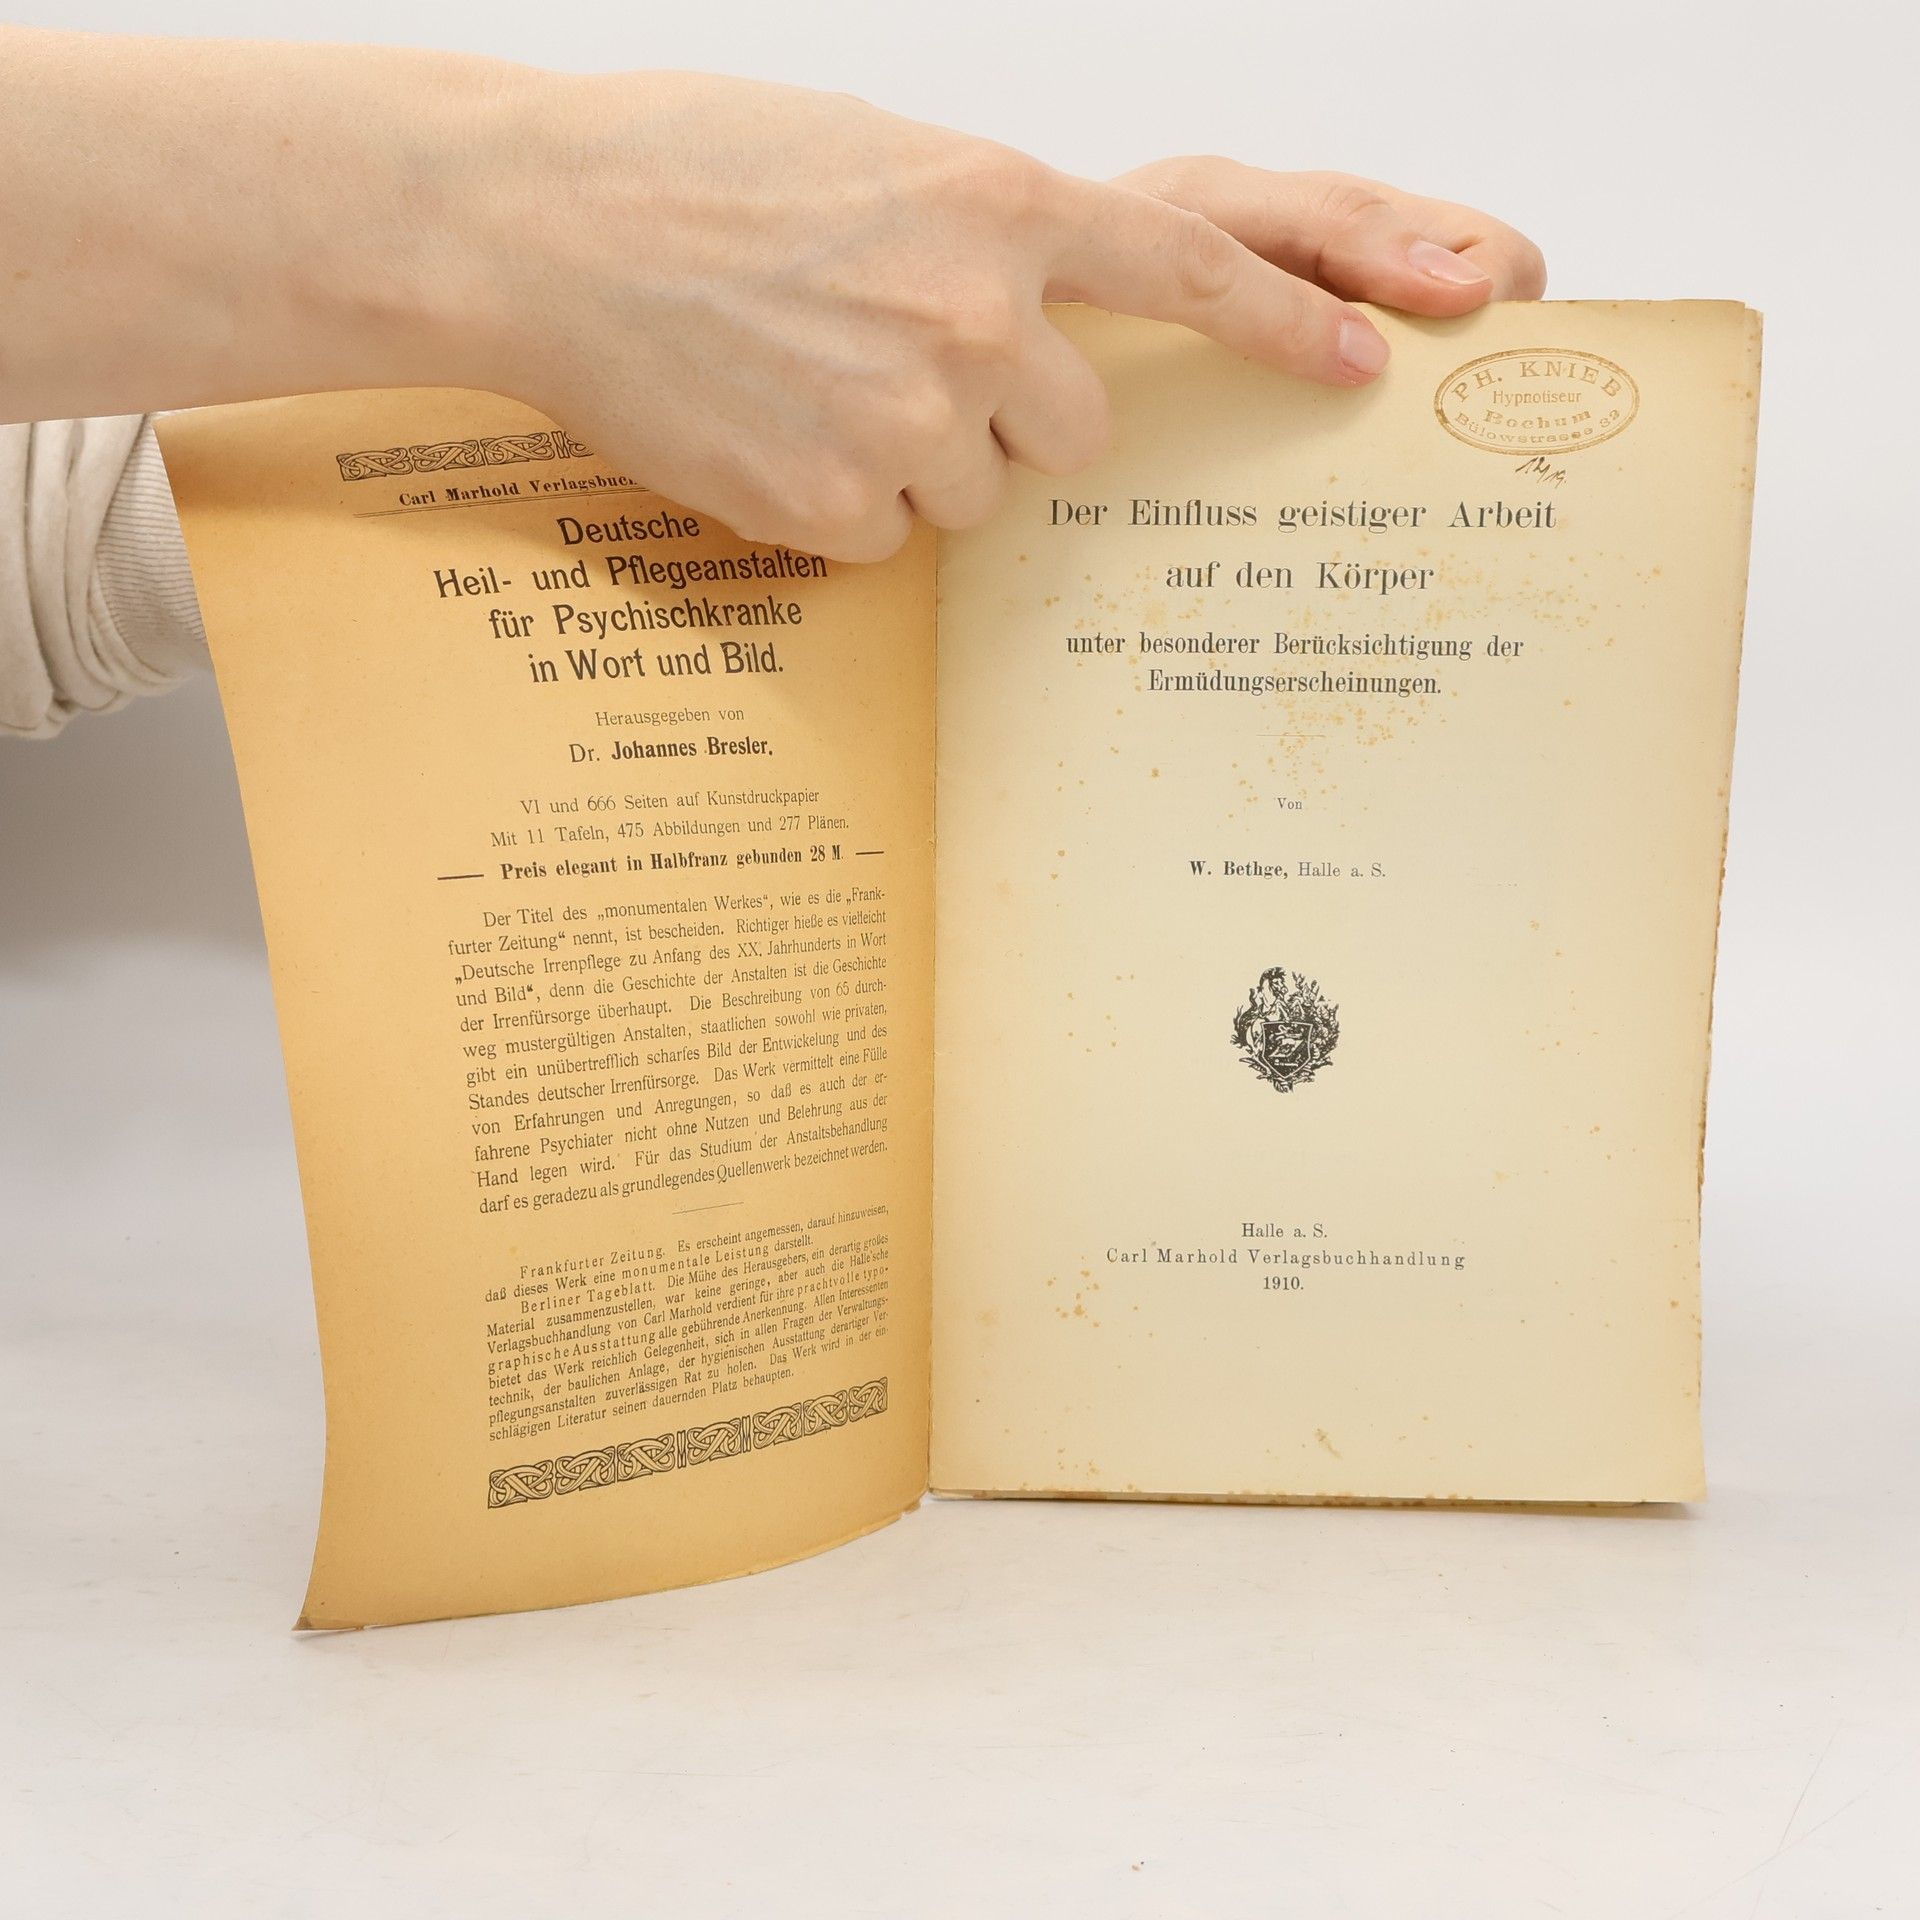 Carl Marhold Verlagsbuc
Deutsche
Heil- und Pflegeanstalten
für Psychischkranke
in Wort und Bild.
Herausgegeben von
Dr. Johannes Bresler.
VI und 666 Seiten auf Kunstdruckpapier
Mit 11 Tafeln, 475 Abbildungen und 277 Plänen.
Preis elegant in Halbfranz gebunden 28 M.
Der Titel des „monumentalen Werkes“, wie es die „Frank-
furter Zeitung“ nennt, ist bescheiden. Richtiger hieße es vielleicht
„Deutsche Irrenpflege zu Anfang des XX. Jahrhunderts in Wort
und Bild“, denn die Geschichte der Anstalten ist die Geschichte
der Irrenfürsorge überhaupt. Die Beschreibung von 65 durch-
weg mustergültigen Anstalten, staatlichen sowohl wie privaten,
gibt ein unübertrefflich scharfes Bild der Entwickelung und des
Standes deutscher Irrenfürsorge. Das Werk vermittelt eine Fülle
von Erfahrungen und Anregungen, so daß es auch der er-
fahrene Psychiater nicht ohne Nutzen und Belehrung aus der
Hand legen wird. Für das Studium der Anstaltsbehandlung
darf es geradezu als grundlegendes Quellenwerk bezeichnet werden.
Frankfurter Zeitung. Es erscheint angemessen, darauf hinzuweisen,
daß dieses Werk eine monumentale Leistung darstellt.
Berliner Tageblatt. Die Mühe des Herausgebers, ein derartig großes
Material zusammenzustellen, war keine geringe, aber auch die Halle'sche
Verlagsbuchhandlung von Carl Marhold verdient für ihre prachtvolle typo-
graphische Ausstattung alle gebührende Anerkennung. Allen Interessenten
bietet das Werk reichlich Gelegenheit, sich in allen Fragen der Verwaltungs-
technik, der baulichen Anlage, der hygienischen Ausstattung derartiger Ver-
pflegungsanstalten zuverlässigen Rat zu holen. Das Werk wird in der ein-
schlägigen Literatur seinen dauernden Platz behaupten.
PH. KNIEB
Hypnotiseur
Bochum
Bülowstrasse 32
12/19.
Der Einfluss geistiger Arbeit
auf den Körper
unter besonderer Berücksichtigung der
Ermüdungserscheinungen.
Von
W. Bethge, Halle a. S.
Halle a. S.
Carl Marhold Verlagsbuchhandlung
1910.